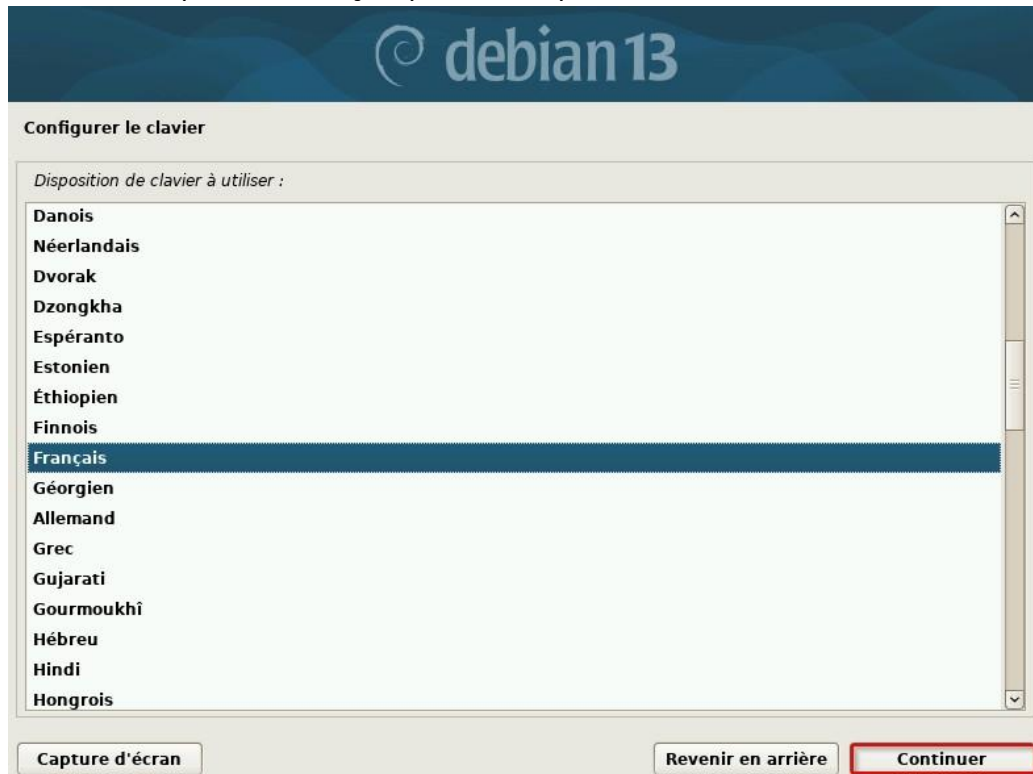 debian 13
Configurer le clavier
Disposition de clavier à utiliser :
Danois
Néerlandais
Dvorak
Dzongkha
Espéranto
Estonien
Éthiopien
Finnois
Français
Géorgien
Allemand
Grec
Gujarati
Gourmoukhî
Hébreu
Hindi
Hongrois
Capture d'écran Revenir en arrière Continuer